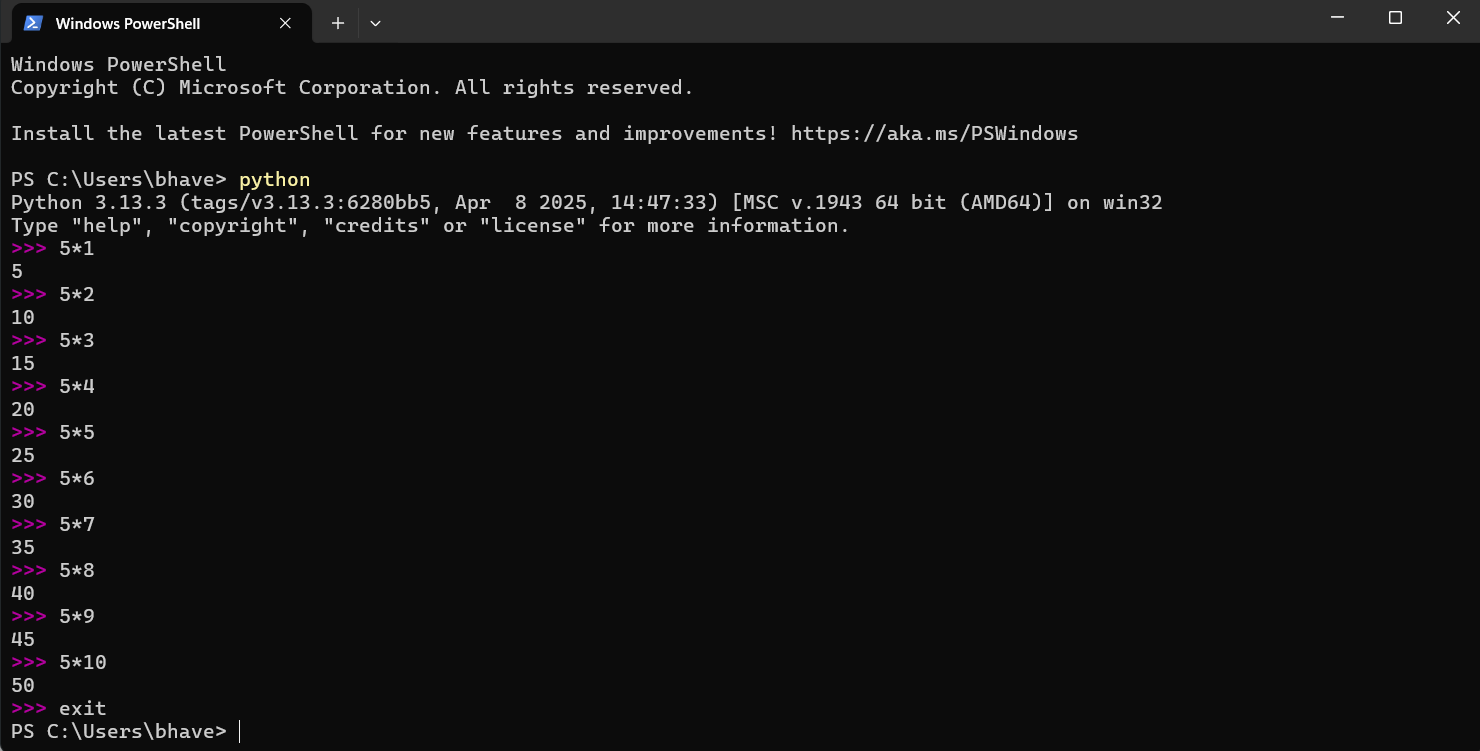 Windows PowerShell
Windows PowerShell
Copyright (C) Microsoft Corporation. All rights reserved.
Install the latest PowerShell for new features and improvements! https://aka.ms/PSWindows
PS C:\Users\bhave> python
Python 3.13.3 (tags/v3.13.3:6280bb5, Apr  8 2025, 14:47:33) [MSC v.1943 64 bit (AMD64)] on win32
Type "help", "copyright", "credits" or "license" for more information.
>>> 5*1
5
>>> 5*2
10
>>> 5*3
15
>>> 5*4
20
>>> 5*5
25
>>> 5*6
30
>>> 5*7
35
>>> 5*8
40
>>> 5*9
45
>>> 5*10
50
>>> exit
PS C:\Users\bhave>